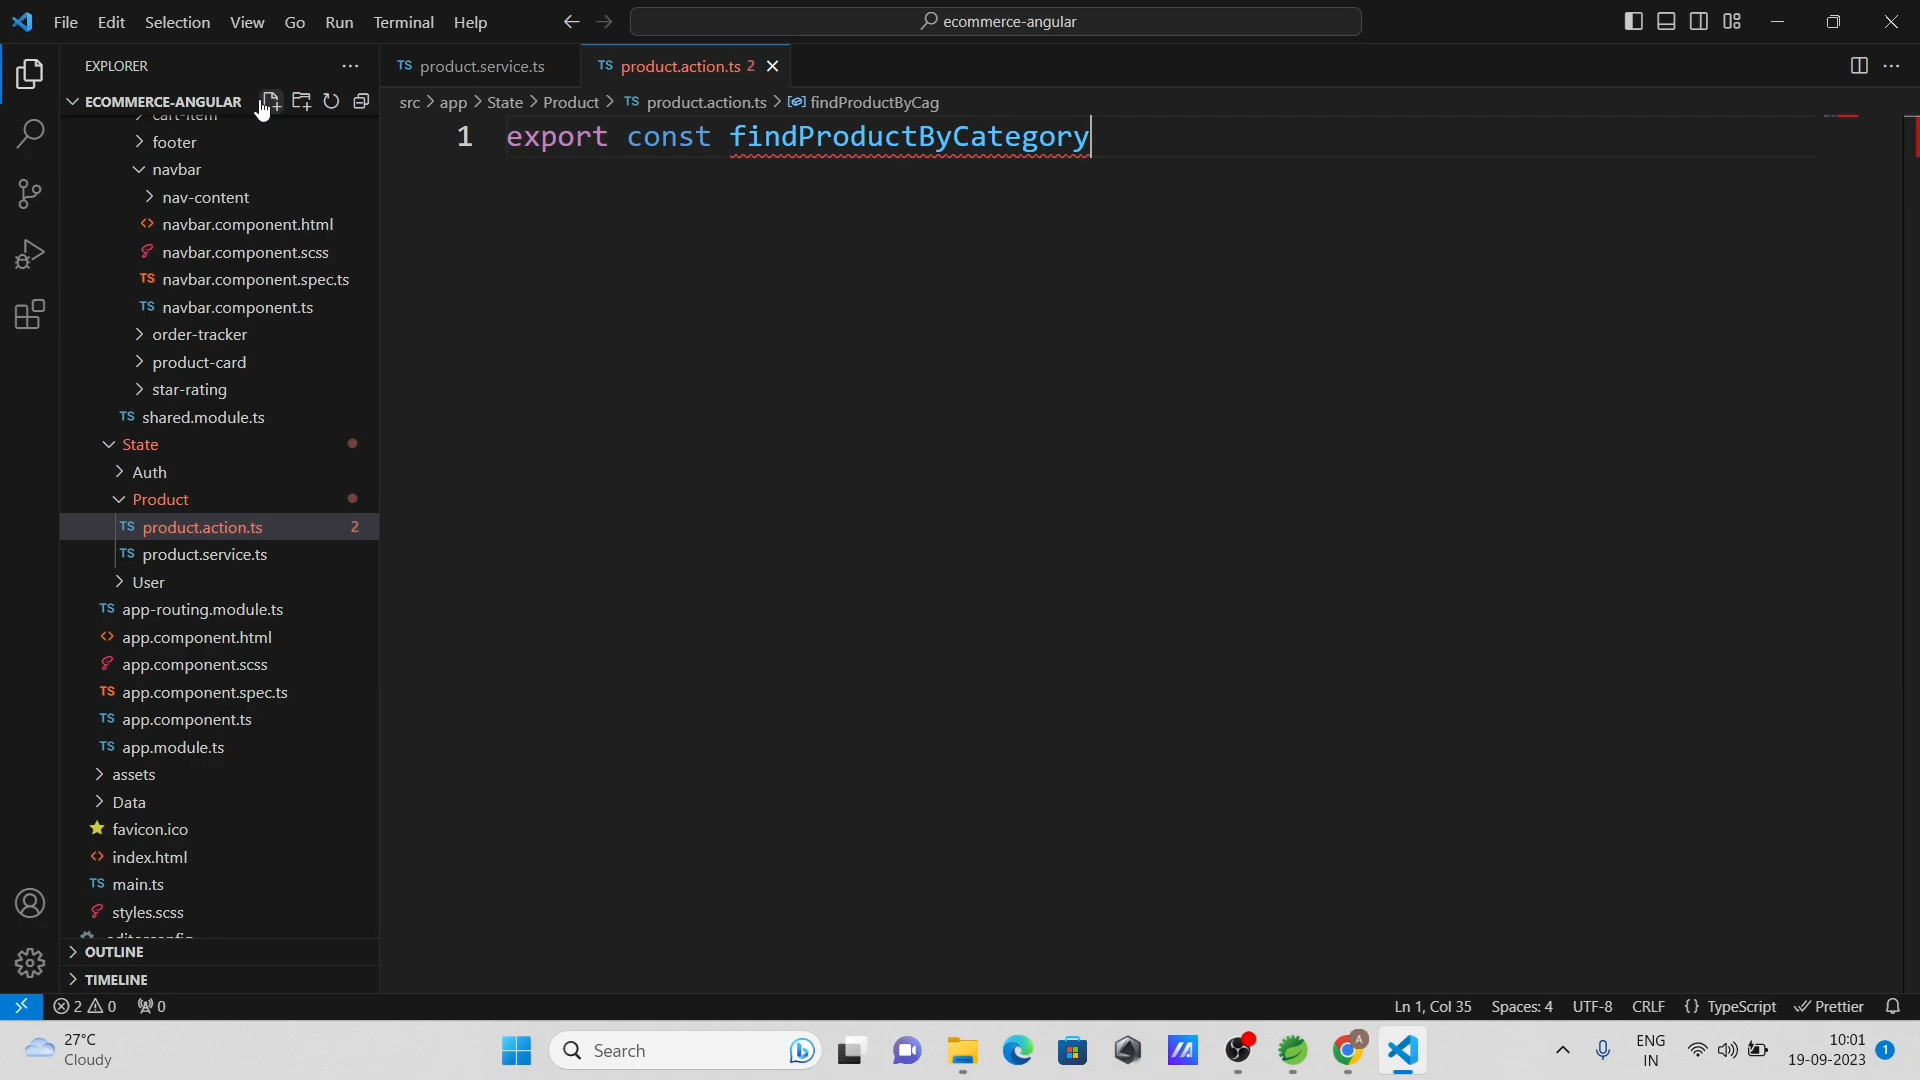 File Edit Selection View Go Run Terminal Help
ecommerce-angular
EXPLORER
TS product.service.ts
TS product.action.ts 2
ECOMMERCE-ANGULAR
src > app > State > Product > TS product.action.ts > findProductByCag
1 export const findProductByCategory
cart-item
footer
navbar
nav-content
<> navbar.component.html
navbar.component.scss
TS navbar.component.spec.ts
TS navbar.component.ts
order-tracker
product-card
star-rating
TS shared.module.ts
State
Auth
Product
TS product.action.ts 2
TS product.service.ts
User
TS app-routing.module.ts
<> app.component.html
app.component.scss
TS app.component.spec.ts
TS app.component.ts
TS app.module.ts
assets
Data
favicon.ico
<> index.html
TS main.ts
styles.scss
OUTLINE
TIMELINE
2 0 0
Ln 1, Col 35 Spaces: 4 UTF-8 CRLF {} TypeScript Prettier
27°C
Cloudy
Search
ENG
IN
10:01
19-09-2023
1